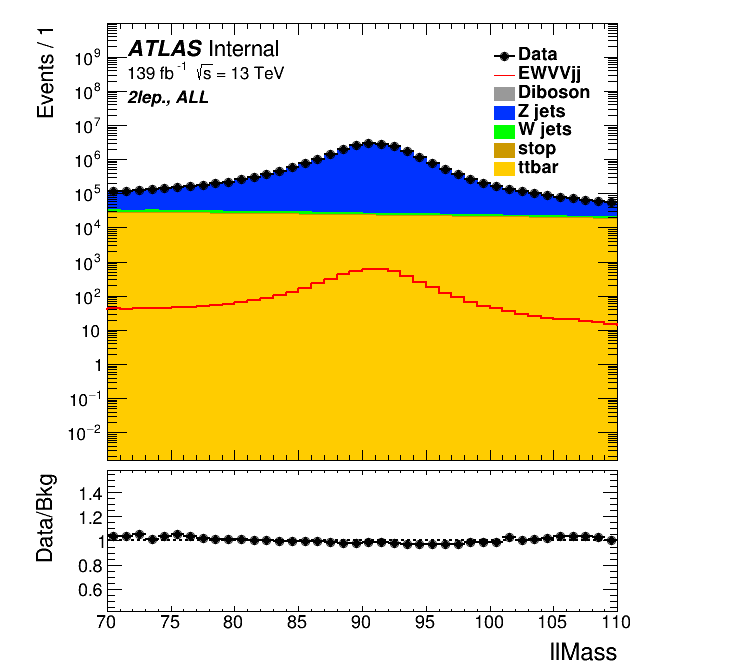 Events / 1
10⁹
10⁸
10⁷
10⁶
10⁵
10⁴
10³
10²
10
1
10⁻¹
10⁻²
ATLAS Internal
139 fb⁻¹ √s = 13 TeV
2lep., ALL
Data
EWVVjj
Diboson
Z jets
W jets
stop
ttbar
Data/Bkg
1.4
1.2
1
0.8
0.6
70 75 80 85 90 95 100 105 110
llMass